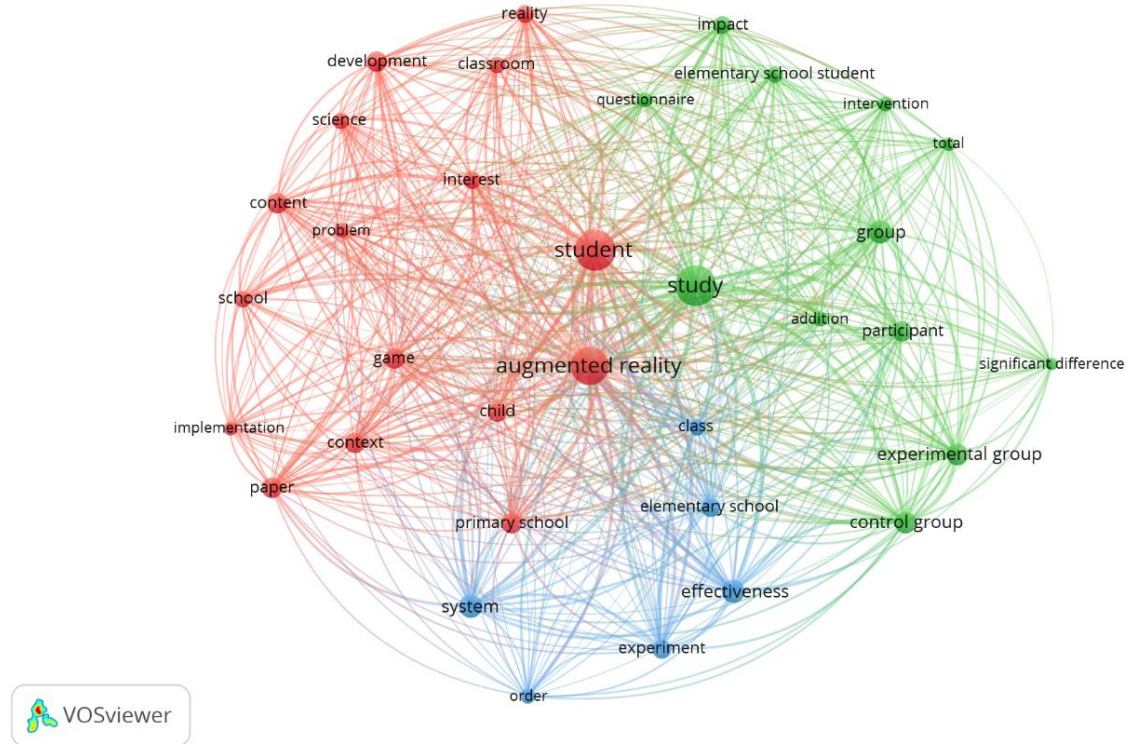 reality
impact
development
classroom
elementary school student
questionnaire
intervention
science
total
interest
content
problem
group
student
study
school
addition
participant
game
augmented reality
significant difference
child
implementation
class
context
experimental group
paper
elementary school
primary school
control group
effectiveness
system
experiment
order
VOSviewer